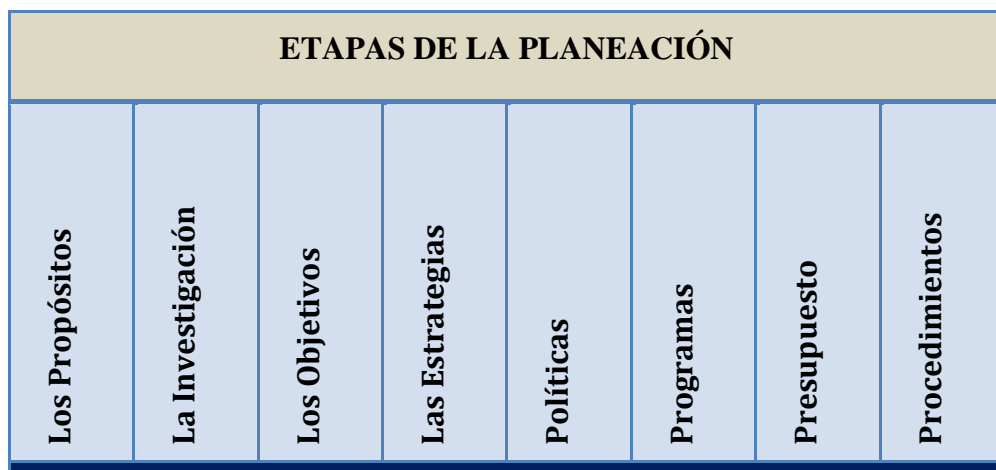 ETAPAS DE LA PLANEACIÓN
Los Propósitos
La Investigación
Los Objetivos
Las Estrategias
Políticas
Programas
Presupuesto
Procedimientos